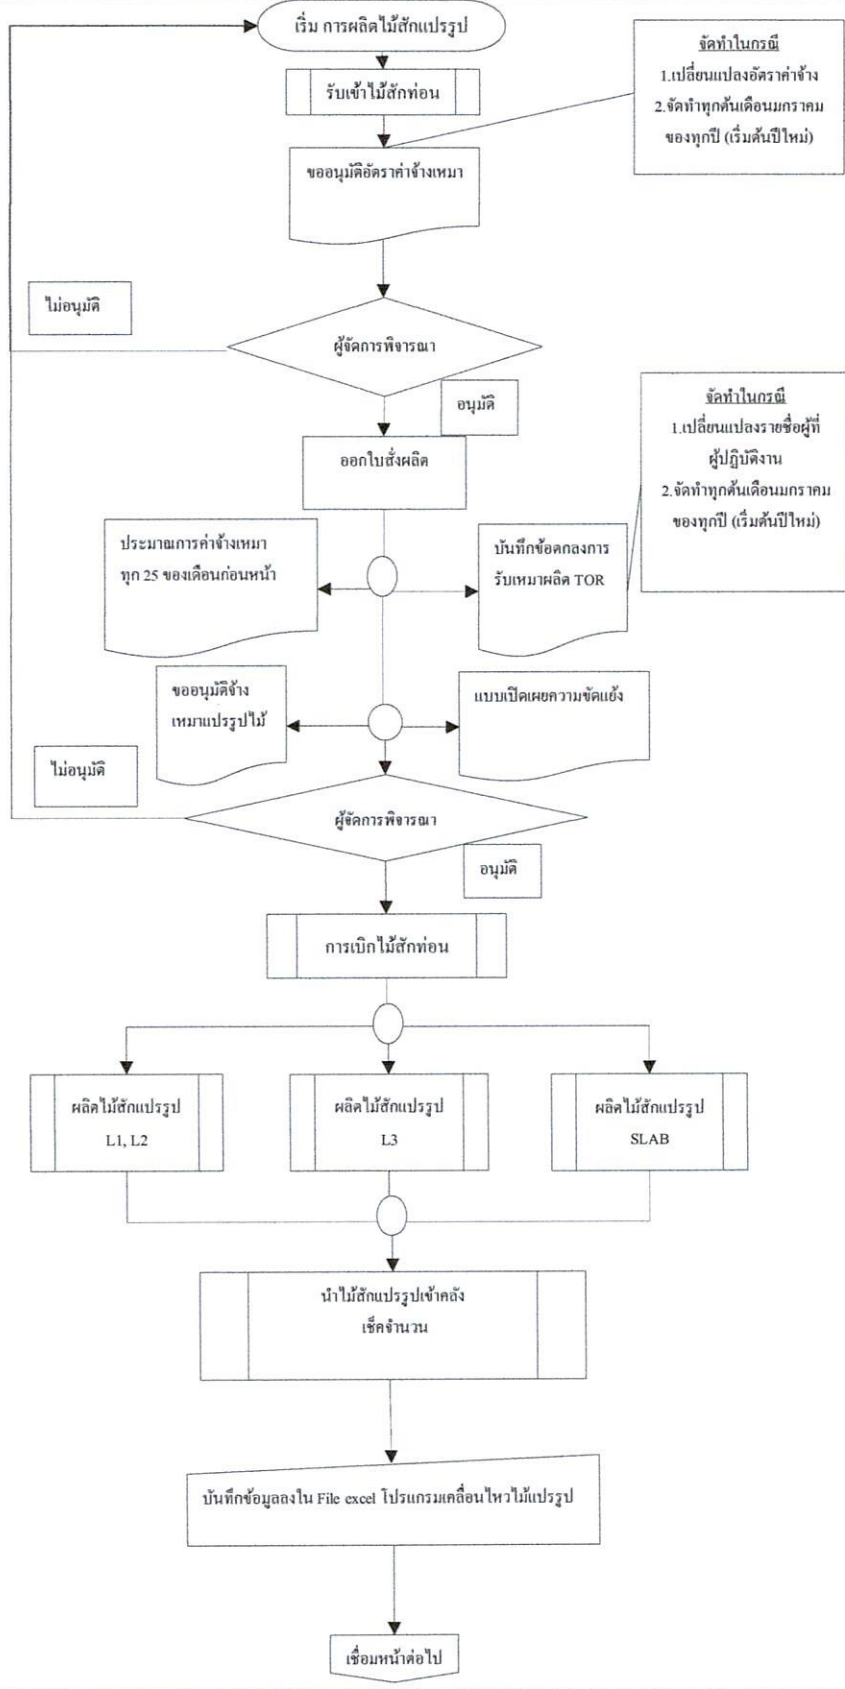 เริ่ม การผลิตไม้สักแปรรูป
รับเข้าไม้สักท่อน
จัดทำในกรณี
1.เปลี่ยนแปลงอัตราค่าจ้าง
2.จัดทำทุกต้นเดือนมกราคม
ของทุกปี (เริ่มต้นปีใหม่)
ขออนุมัติอัตราค่าจ้างเหมา
ไม่อนุมัติ
ผู้จัดการพิจารณา
อนุมัติ
จัดทำในกรณี
1.เปลี่ยนแปลงรายชื่อผู้ที่
ผู้ปฏิบัติงาน
2.จัดทำทุกต้นเดือนมกราคม
ของทุกปี (เริ่มต้นปีใหม่)
ออกใบสั่งผลิต
ประมาณการค่าจ้างเหมา
ทุก 25 ของเดือนก่อนหน้า
บันทึกข้อตกลงการ
รับเหมาผลิต TOR
ขออนุมัติจ้าง
เหมาแปรรูปไม้
แบบเปิดเผยความขัดแย้ง
ไม่อนุมัติ
ผู้จัดการพิจารณา
อนุมัติ
การเบิกไม้สักท่อน
ผลิตไม้สักแปรรูป
L1, L2
ผลิตไม้สักแปรรูป
L3
ผลิตไม้สักแปรรูป
SLAB
นำไม้สักแปรรูปเข้าคลัง
เช็คจำนวน
บันทึกข้อมูลลงใน File excel โปรแกรมเคลื่อนไหวไม้แปรรูป
เชื่อมหน้าต่อไป